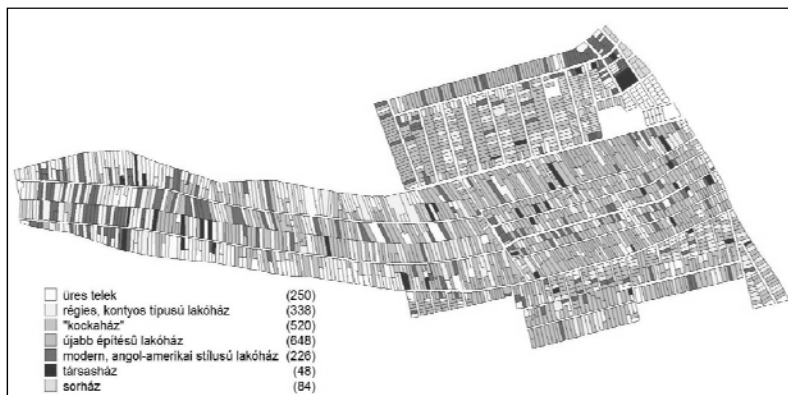 üres telek (250)
régies, kontyos típusú lakóház (338)
"kockaház" (520)
újabb építésű lakóház (648)
modern, angol-amerikai stílusú lakóház (226)
társasház (48)
sorház (84)